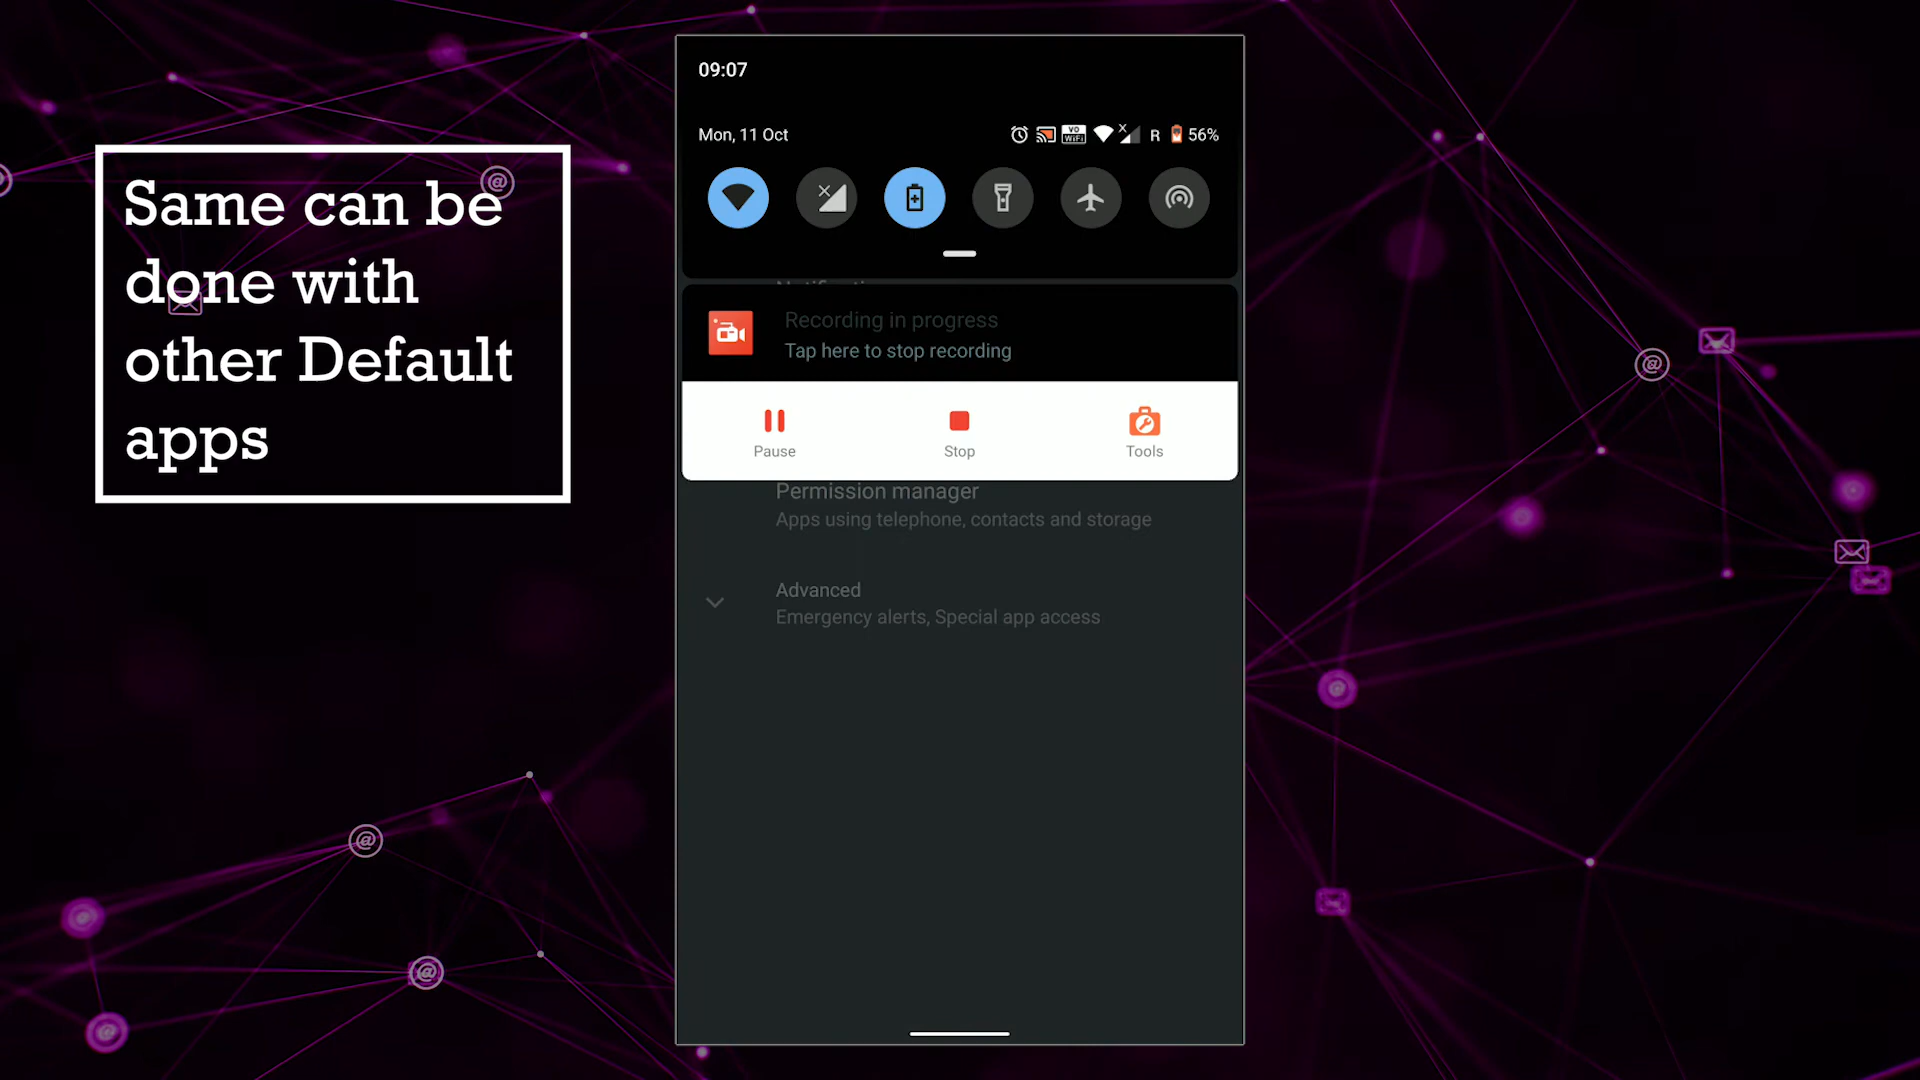 Same can be
done with
other Default
apps
09:07
Mon, 11 Oct
VO
WiFi
R
56%
Recording in progress
Tap here to stop recording
Pause
Stop
Tools
Permission manager
Apps using telephone, contacts and storage
Advanced
Emergency alerts, Special app access